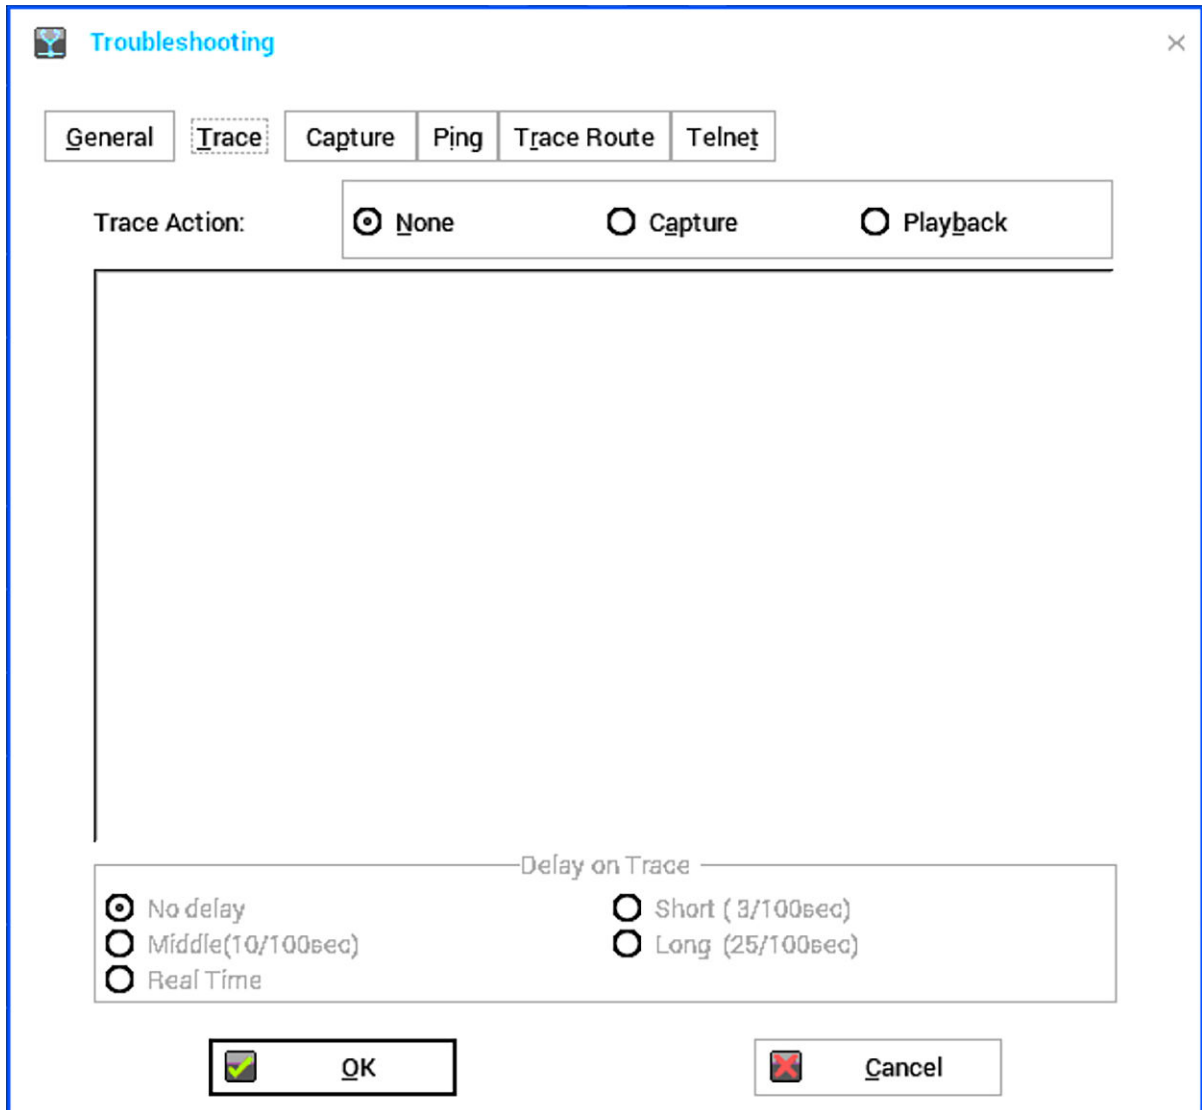 Troubleshooting
General Trace Capture Ping Trace Route Telnet
Trace Action: None Capture Playback
Delay on Trace
No delay Short ( 3/100sec)
Middle(10/100sec) Long (25/100sec)
Real Time
OK Cancel